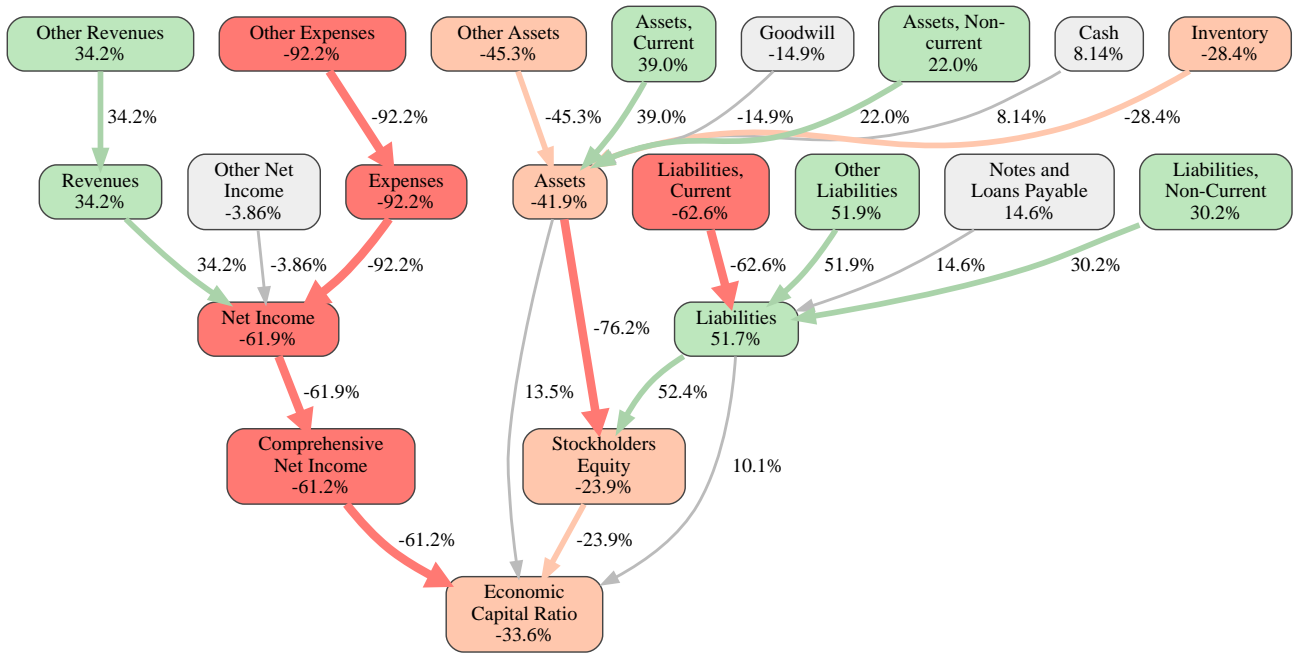 Other Revenues
34.2%
Other Expenses
-92.2%
Other Assets
-45.3%
Assets,
Current
39.0%
Goodwill
-14.9%
Assets, Non-
current
22.0%
Cash
8.14%
Inventory
-28.4%
34.2%
-92.2%
-45.3%
39.0%
-14.9%
22.0%
8.14%
-28.4%
Revenues
34.2%
Other Net
Income
-3.86%
Expenses
-92.2%
Assets
-41.9%
Liabilities,
Current
-62.6%
Other
Liabilities
51.9%
Notes and
Loans Payable
14.6%
Liabilities,
Non-Current
30.2%
34.2%
-3.86%
-92.2%
-62.6%
51.9%
14.6%
30.2%
Net Income
-61.9%
-76.2%
Liabilities
51.7%
-61.9%
13.5%
52.4%
Comprehensive
Net Income
-61.2%
Stockholders
Equity
-23.9%
10.1%
-61.2%
-23.9%
Economic
Capital Ratio
-33.6%